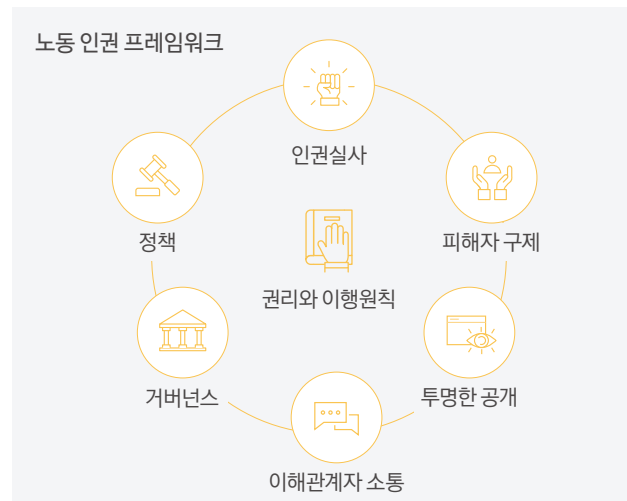 노동 인권 프레임워크
인권실사
정책
피해자 구제
권리와 이행원칙
거버넌스
투명한 공개
이해관계자 소통